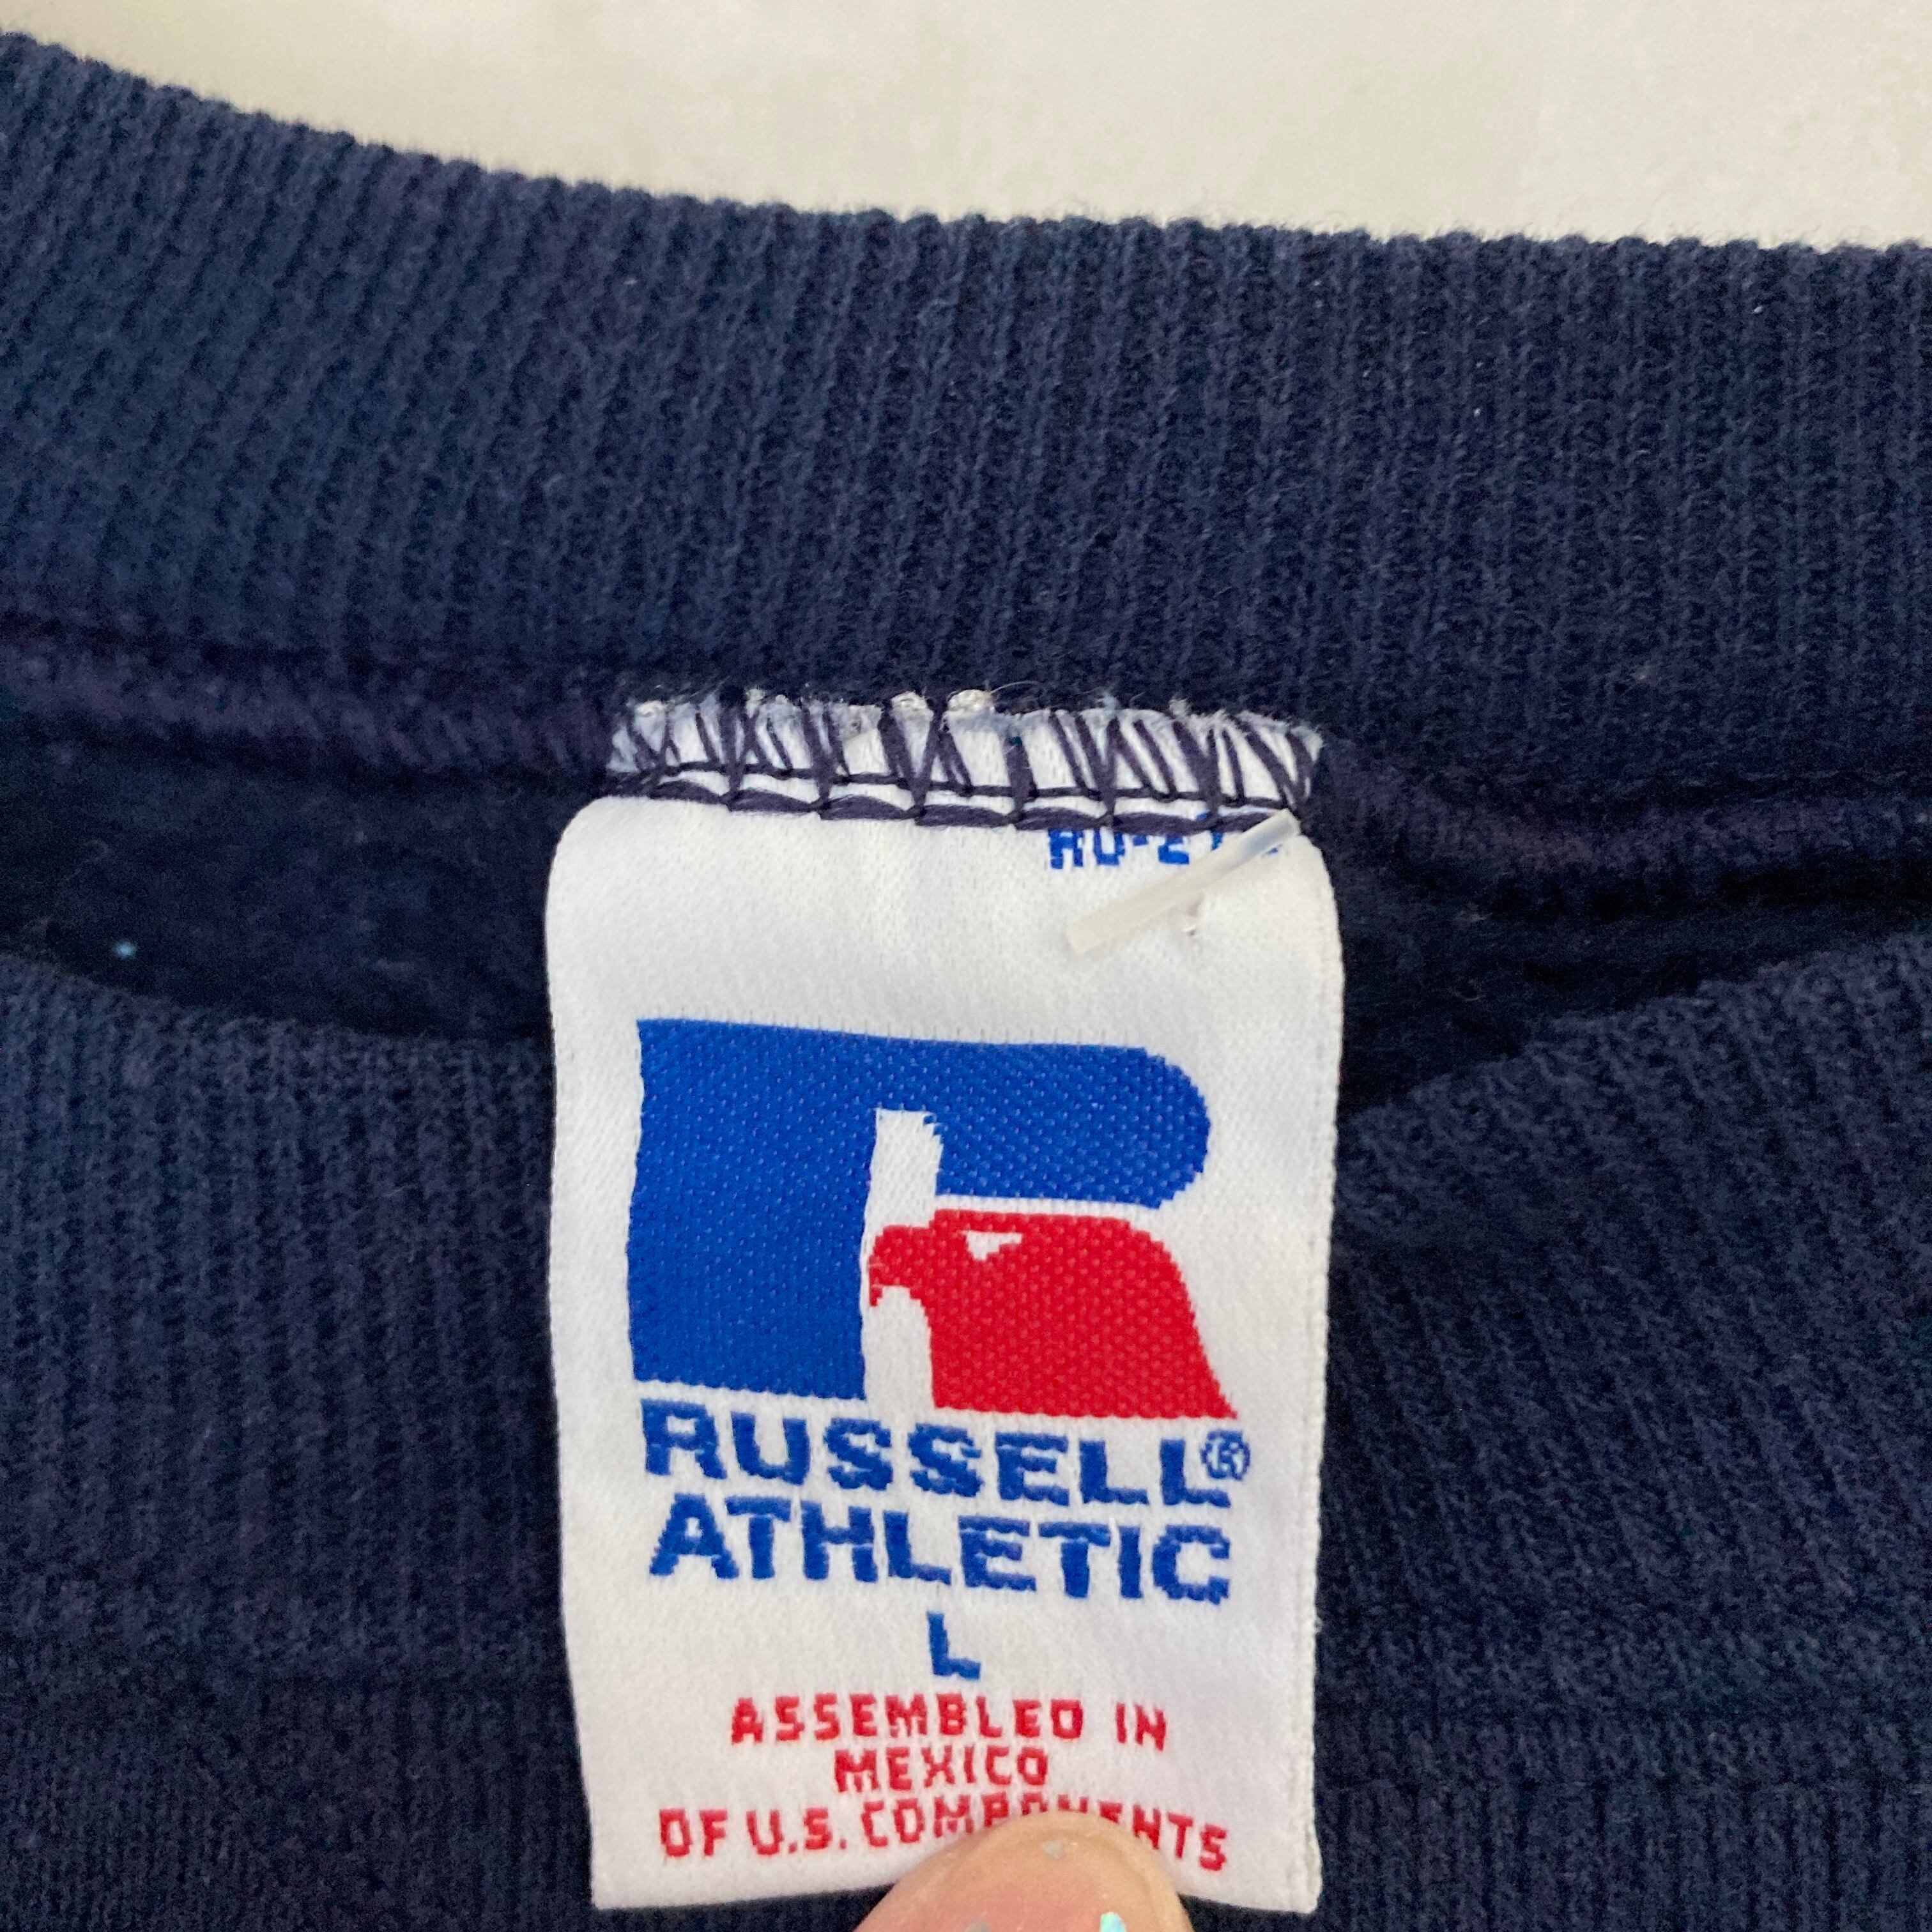 RUSSELL®
ATHLETIC
L
ASSEMBLED IN
MEXICO
OF U.S. COMPONENTS